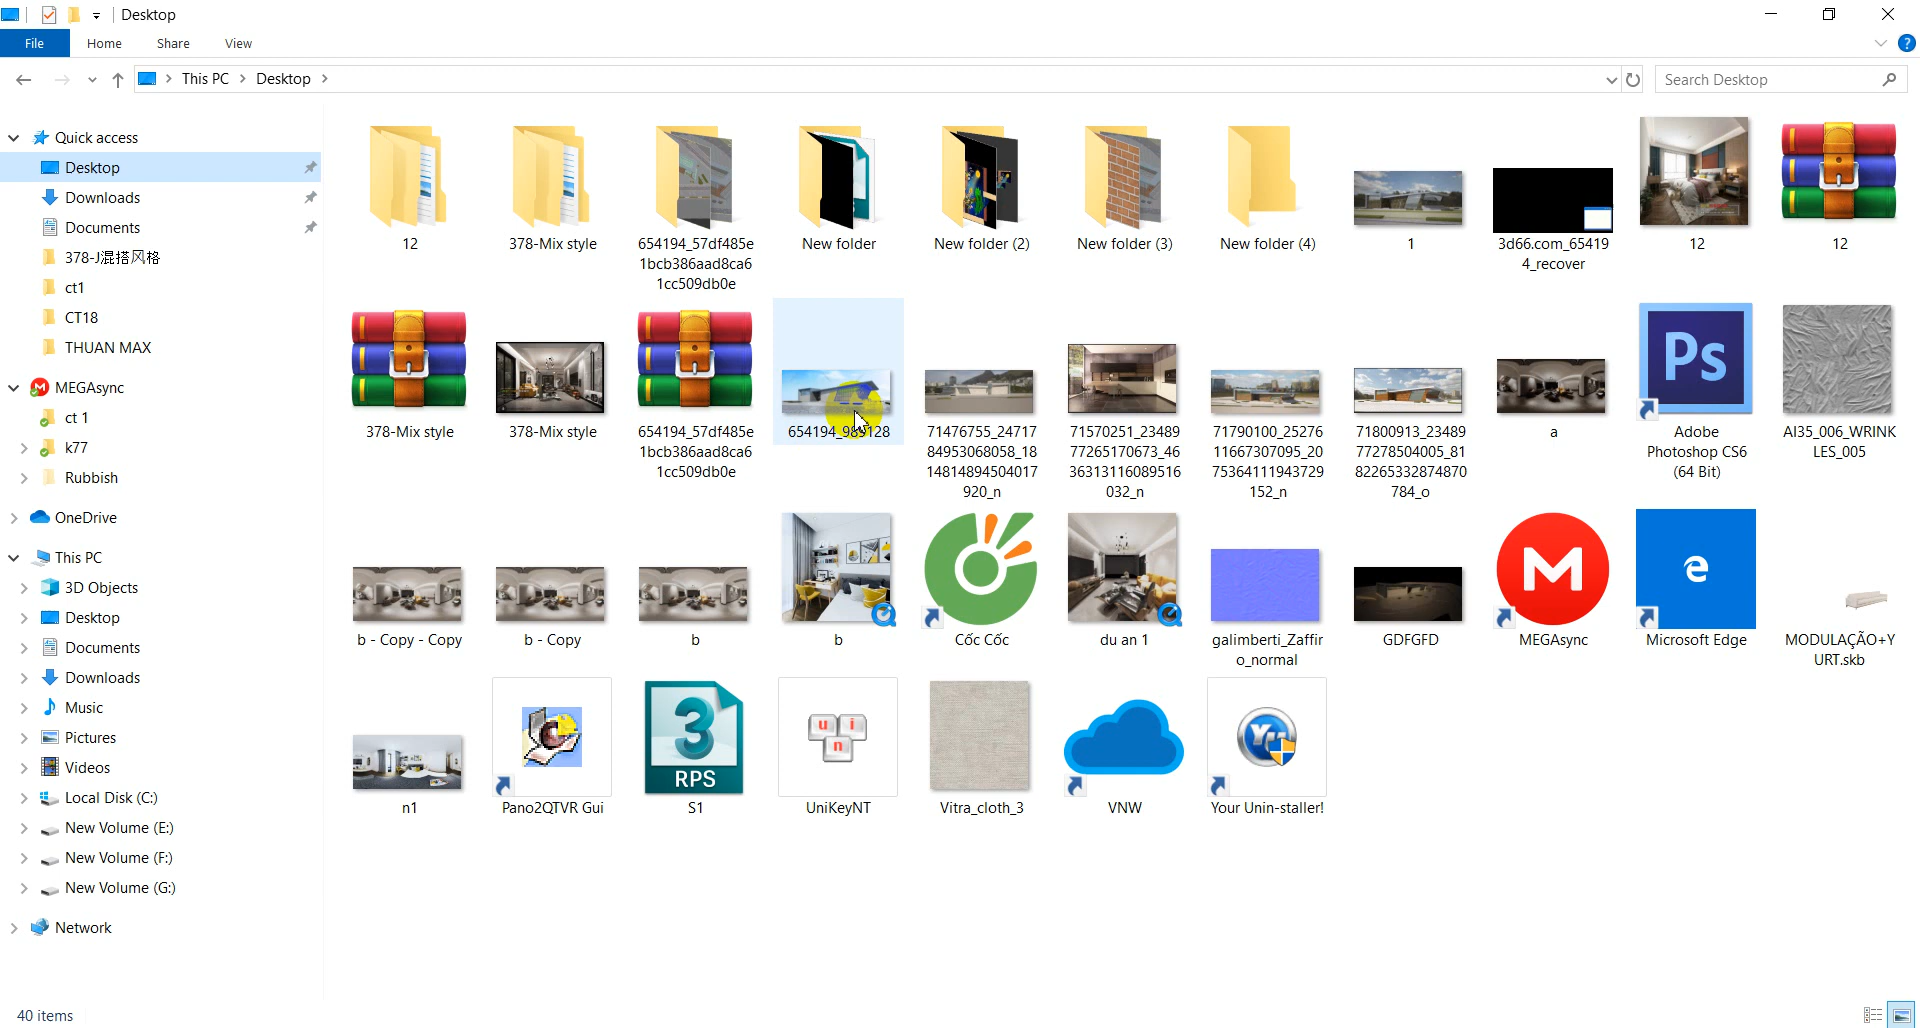 Desktop
File Home Share View
This PC Desktop
Search Desktop
Quick access
Desktop
Downloads
Documents
378-J混搭风格
ct1
CT18
THUAN MAX
MEGAsync
ct 1
k77
Rubbish
OneDrive
This PC
3D Objects
Desktop
Documents
Downloads
Music
Pictures
Videos
Local Disk (C:)
New Volume (E:)
New Volume (F:)
New Volume (G:)
Network
12
378-Mix style
654194_57df485e
1bcb386aad8ca6
1cc509db0e
New folder
New folder (2)
New folder (3)
New folder (4)
1
3d66.com_65419
4_recover
12
12
378-Mix style
378-Mix style
654194_57df485e
1bcb386aad8ca6
1cc509db0e
71476755_24717
84953068058_18
14814894504017
920_n
71570251_23489
77265170673_46
36313116089516
032_n
71790100_25276
11667307095_20
75364111943729
152_n
71800913_23489
77278504005_81
82265332874870
784_o
a
Ps
Adobe
Photoshop CS6
(64 Bit)
AI35_006_WRINK
LES_005
b - Copy - Copy
b - Copy
b
b
Cốc Cốc
du an 1
galimberti_Zaffir
o_normal
GDFGFD
M
MEGAsync
e
Microsoft Edge
MODULAÇÃO+Y
URT.skb
n1
Pano2QTVR Gui
3
RPS
S1
u i
n
UniKeyNT
Vitra_cloth_3
VNW
Yu
Your Unin-staller!
40 items